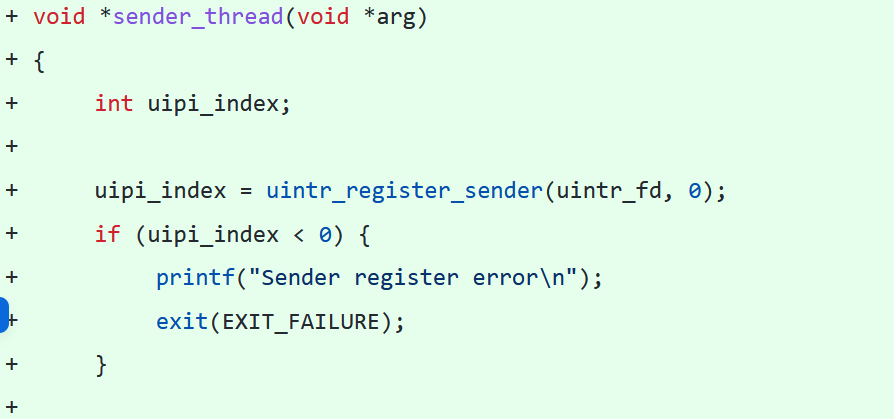 + void *sender_thread(void *arg)
+ {
+     int uipi_index;
+
+     uipi_index = uintr_register_sender(uintr_fd, 0);
+     if (uipi_index < 0) {
+         printf("Sender register error\n");
+         exit(EXIT_FAILURE);
+     }
+